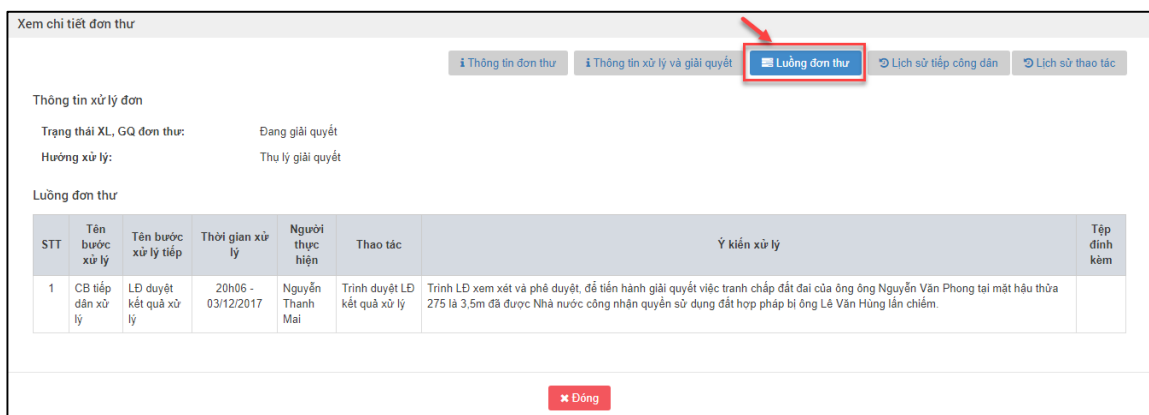 Xem chi tiết đơn thư
Thông tin đơn thư
Thông tin xử lý và giải quyết
Luồng đơn thư
Lịch sử tiếp công dân
Lịch sử thao tác
Thông tin xử lý đơn
Trạng thái XL, GQ đơn thư: Đang giải quyết
Hướng xử lý: Thụ lý giải quyết
Luồng đơn thư
STT
Tên
bước
xử lý
Tên bước
xử lý tiếp
Thời gian xử
lý
Người
thực
hiện
Thao tác
Ý kiến xử lý
Tệp
đính
kèm
1
CB tiếp
dân xử
lý
LĐ duyệt
kết quả xử
lý
20h06 -
03/12/2017
Nguyễn
Thanh
Mai
Trình duyệt LĐ
kết quả xử lý
Trình LĐ xem xét và phê duyệt, để tiến hành giải quyết việc tranh chấp đất đai của ông ông Nguyễn Văn Phong tại mặt hậu thửa
275 là 3,5m đã được Nhà nước công nhận quyền sử dụng đất hợp pháp bị ông Lê Văn Hùng lấn chiếm.
Đóng